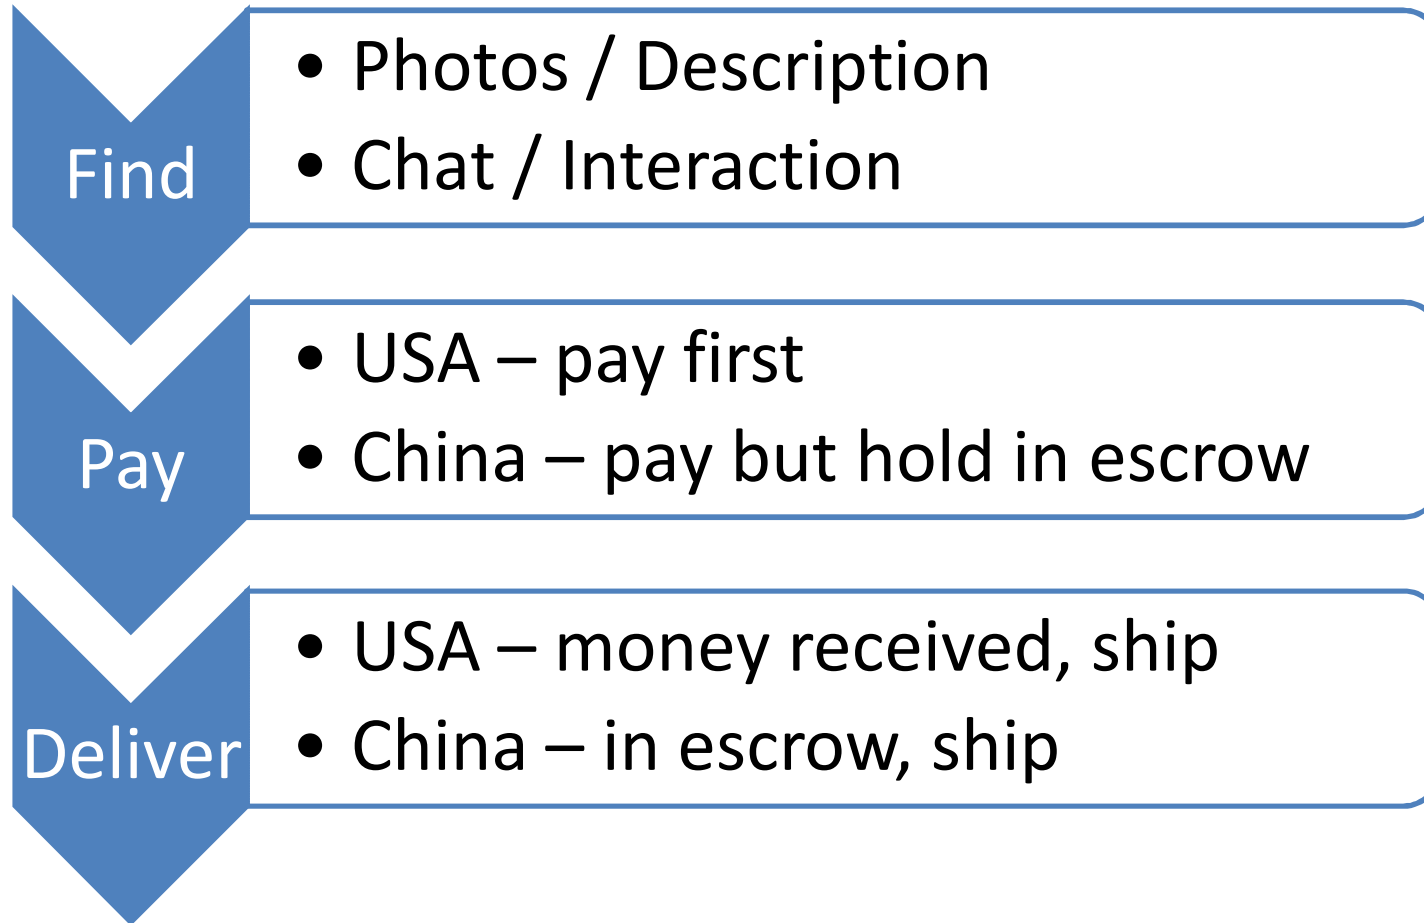 Find
• Photos / Description
• Chat / Interaction
Pay
• USA – pay first
• China – pay but hold in escrow
Deliver
• USA – money received, ship
• China – in escrow, ship